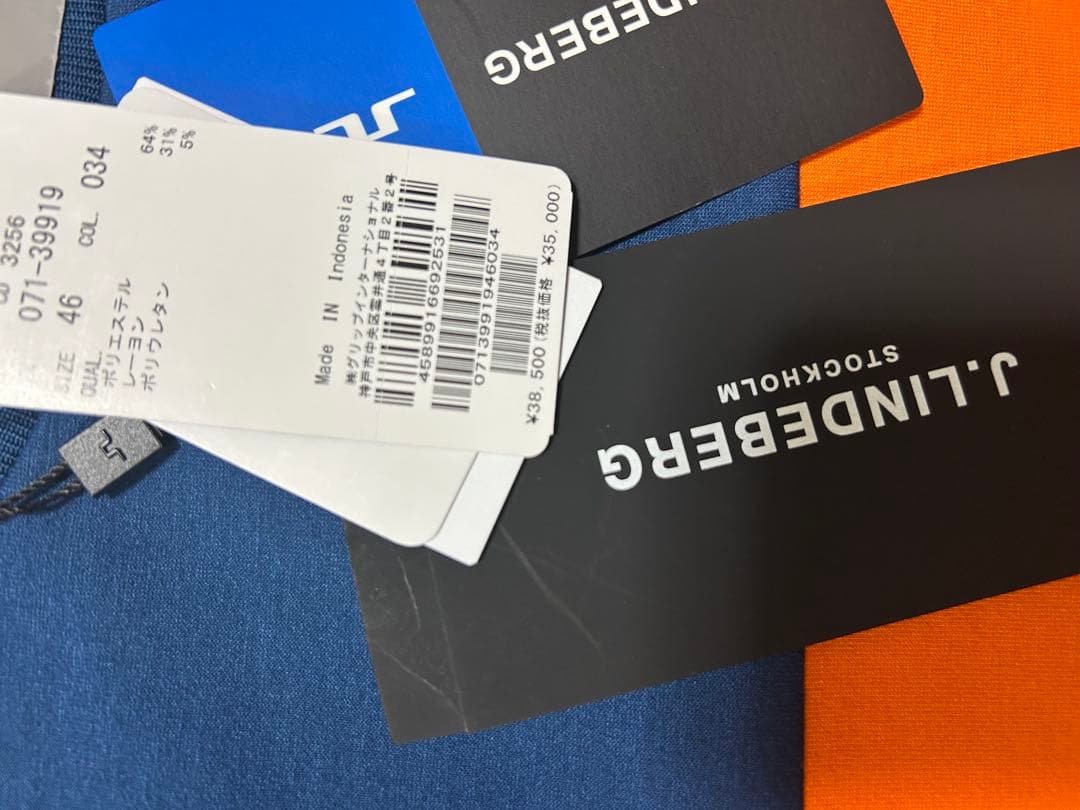 3256
071-39919
SIZE 46 COL. 034
QUAL
ポリエステル 64%
レーヨン 31%
ポリウレタン 5%
Made IN Indonesia
㈱グリップインターナショナル
神戸市中央区雲井通4丁目2番2号
4589916692531
0713991946034
¥38,500(税抜価格 ¥35,000)
NDEBERG
J.LINDEBERG
STOCKHOLM